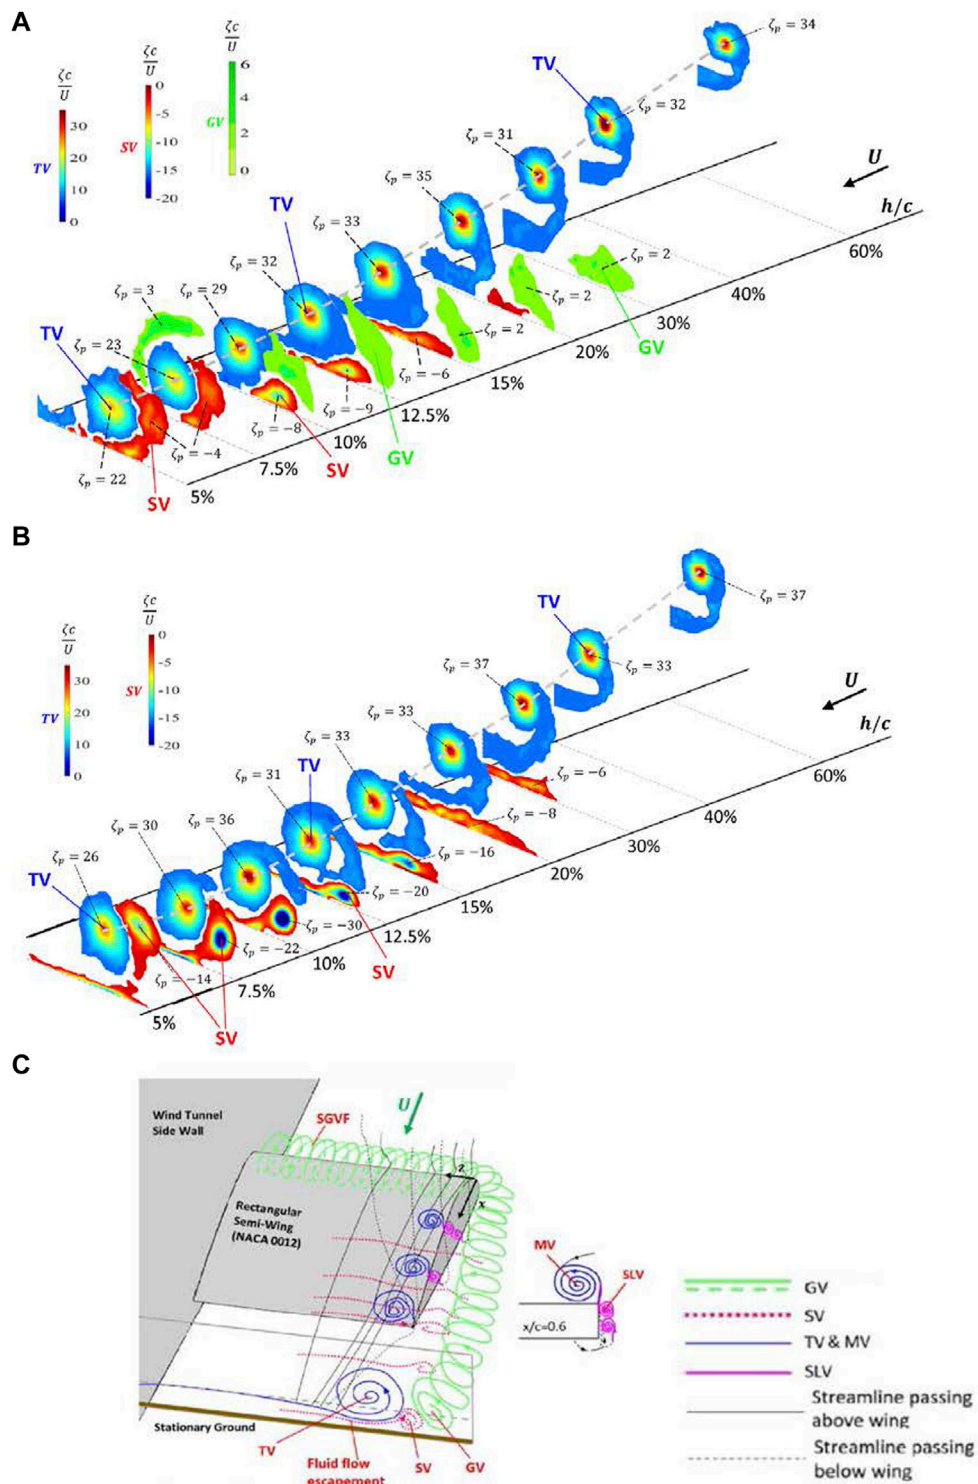 A
ζc/U
ζc/U
ζc/U
TV
30
20
10
0
SV
0
-5
-10
-15
-20
GV
6
4
2
0
ζp = 34
TV
ζp = 32
ζp = 31
ζp = 35
TV
ζp = 33
ζp = 32
ζp = 29
ζp = 3
TV
ζp = 23
U
h/c
60%
40%
30%
20%
15%
12.5%
10%
7.5%
5%
ζp = 2
ζp = 2
GV
ζp = 2
ζp = -6
ζp = -9
ζp = -8
GV
SV
ζp = -4
ζp = 22
SV
B
ζc/U
ζc/U
TV
30
20
10
0
SV
0
-5
-10
-15
-20
TV
ζp = 37
ζp = 33
ζp = 37
ζp = 33
ζp = 33
TV
ζp = 31
ζp = 36
ζp = 30
ζp = 26
TV
U
h/c
60%
40%
30%
20%
15%
12.5%
10%
7.5%
5%
ζp = -6
ζp = -8
ζp = -16
ζp = -20
ζp = -30
ζp = -22
ζp = -14
SV
SV
C
Wind Tunnel
Side Wall
SGVF
U
z
x
Rectangular
Semi-Wing
(NACA 0012)
MV
SLV
x/c=0.6
Stationary Ground
TV
Fluid flow
escapement
SV
GV
GV
SV
TV & MV
SLV
Streamline passing
above wing
Streamline passing
below wing